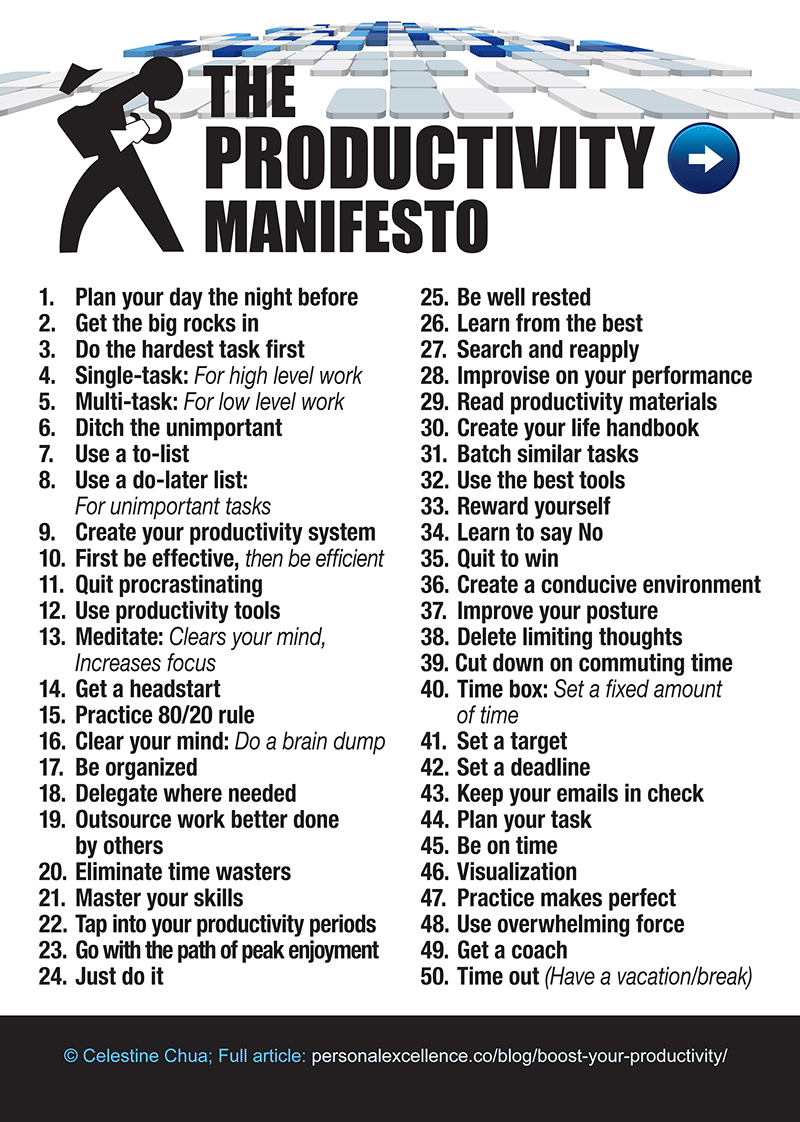 THE
PRODUCTIVITY
MANIFESTO
1. Plan your day the night before
2. Get the big rocks in
3. Do the hardest task first
4. Single-task: For high level work
5. Multi-task: For low level work
6. Ditch the unimportant
7. Use a to-list
8. Use a do-later list:
For unimportant tasks
9. Create your productivity system
10. First be effective, then be efficient
11. Quit procrastinating
12. Use productivity tools
13. Meditate: Clears your mind,
Increases focus
14. Get a headstart
15. Practice 80/20 rule
16. Clear your mind: Do a brain dump
17. Be organized
18. Delegate where needed
19. Outsource work better done
by others
20. Eliminate time wasters
21. Master your skills
22. Tap into your productivity periods
23. Go with the path of peak enjoyment
24. Just do it
25. Be well rested
26. Learn from the best
27. Search and reapply
28. Improvise on your performance
29. Read productivity materials
30. Create your life handbook
31. Batch similar tasks
32. Use the best tools
33. Reward yourself
34. Learn to say No
35. Quit to win
36. Create a conducive environment
37. Improve your posture
38. Delete limiting thoughts
39. Cut down on commuting time
40. Time box: Set a fixed amount
of time
41. Set a target
42. Set a deadline
43. Keep your emails in check
44. Plan your task
45. Be on time
46. Visualization
47. Practice makes perfect
48. Use overwhelming force
49. Get a coach
50. Time out (Have a vacation/break)
© Celestine Chua; Full article: personalexcellence.co/blog/boost-your-productivity/